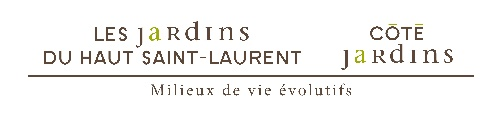 LES jaRdINS
DU HAUT SAINT-LAURENT
CÔTÉ
jaRdINS
Milieux de vie évolutifs